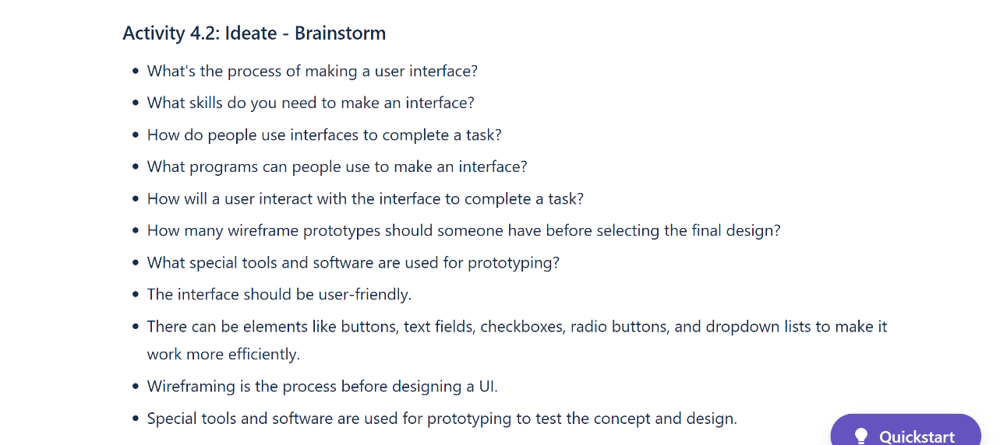 Activity 4.2: Ideate - Brainstorm
• What's the process of making a user interface?
• What skills do you need to make an interface?
• How do people use interfaces to complete a task?
• What programs can people use to make an interface?
• How will a user interact with the interface to complete a task?
• How many wireframe prototypes should someone have before selecting the final design?
• What special tools and software are used for prototyping?
• The interface should be user-friendly.
• There can be elements like buttons, text fields, checkboxes, radio buttons, and dropdown lists to make it
work more efficiently.
• Wireframing is the process before designing a UI.
• Special tools and software are used for prototyping to test the concept and design.
Quickstart